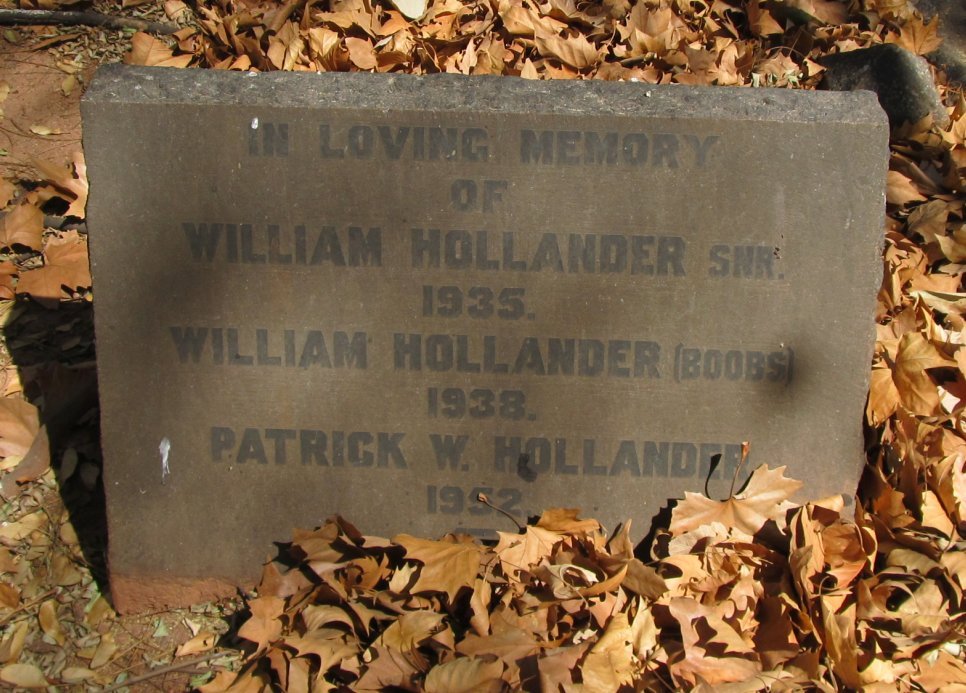 IN LOVING MEMORY
OF
WILLIAM HOLLANDER SNR.
1935.
WILLIAM HOLLANDER (BOOBS)
1938.
PATRICK W. HOLLANDER
1952.